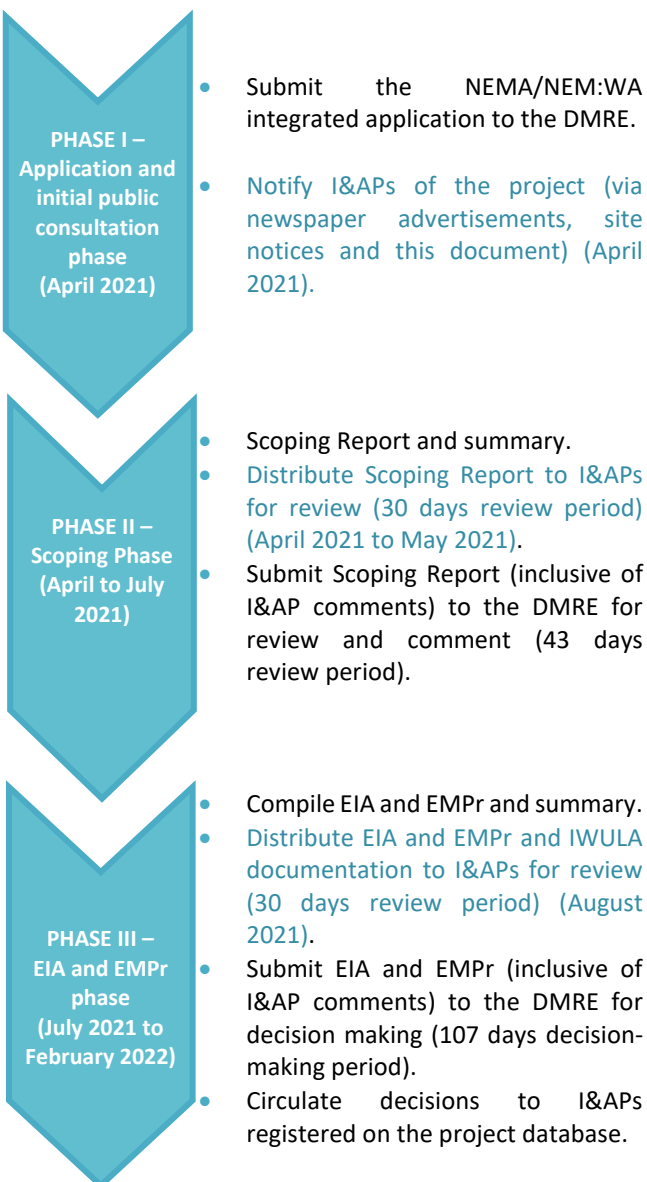 PHASE I –
Application and
initial public
consultation
phase
(April 2021)
• Submit the NEMA/NEM:WA
integrated application to the DMRE.
• Notify I&APs of the project (via
newspaper advertisements, site
notices and this document) (April
2021).
PHASE II –
Scoping Phase
(April to July
2021)
• Scoping Report and summary.
• Distribute Scoping Report to I&APs
for review (30 days review period)
(April 2021 to May 2021).
• Submit Scoping Report (inclusive of
I&AP comments) to the DMRE for
review and comment (43 days
review period).
PHASE III –
EIA and EMPr
phase
(July 2021 to
February 2022)
• Compile EIA and EMPr and summary.
• Distribute EIA and EMPr and IWULA
documentation to I&APs for review
(30 days review period) (August
2021).
• Submit EIA and EMPr (inclusive of
I&AP comments) to the DMRE for
decision making (107 days decision-
making period).
• Circulate decisions to I&APs
registered on the project database.